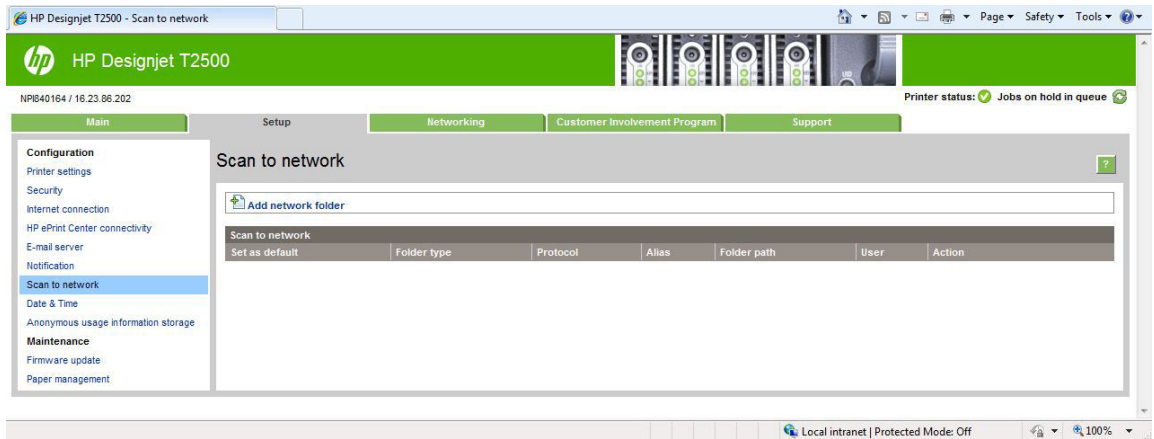 HP Designjet T2500 - Scan to network
Page Safety Tools
hp HP Designjet T2500
NPI840164 / 16.23.86.202
Printer status: Jobs on hold in queue
Main Setup Networking Customer Involvement Program Support
Configuration
Printer settings
Security
Internet connection
HP ePrint Center connectivity
E-mail server
Notification
Scan to network
Date & Time
Anonymous usage information storage
Maintenance
Firmware update
Paper management
Scan to network
?
Add network folder
Scan to network
Set as default Folder type Protocol Alias Folder path User Action
Local intranet | Protected Mode: Off
100%